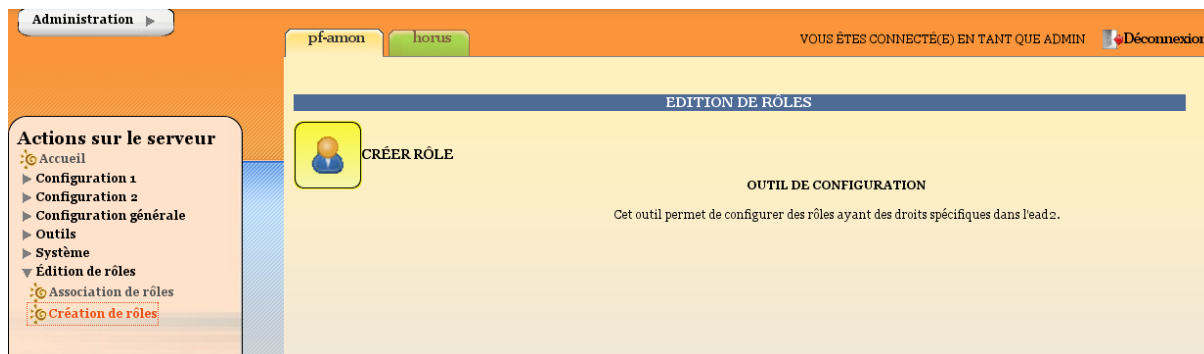 Administration
pf-amon
horus
VOUS ÊTES CONNECTÉ(E) EN TANT QUE ADMIN
Déconnexion
EDITION DE RÔLES
Actions sur le serveur
Accueil
Configuration 1
Configuration 2
Configuration générale
Outils
Système
Édition de rôles
Association de rôles
Création de rôles
CRÉER RÔLE
OUTIL DE CONFIGURATION
Cet outil permet de configurer des rôles ayant des droits spécifiques dans l'ead2.